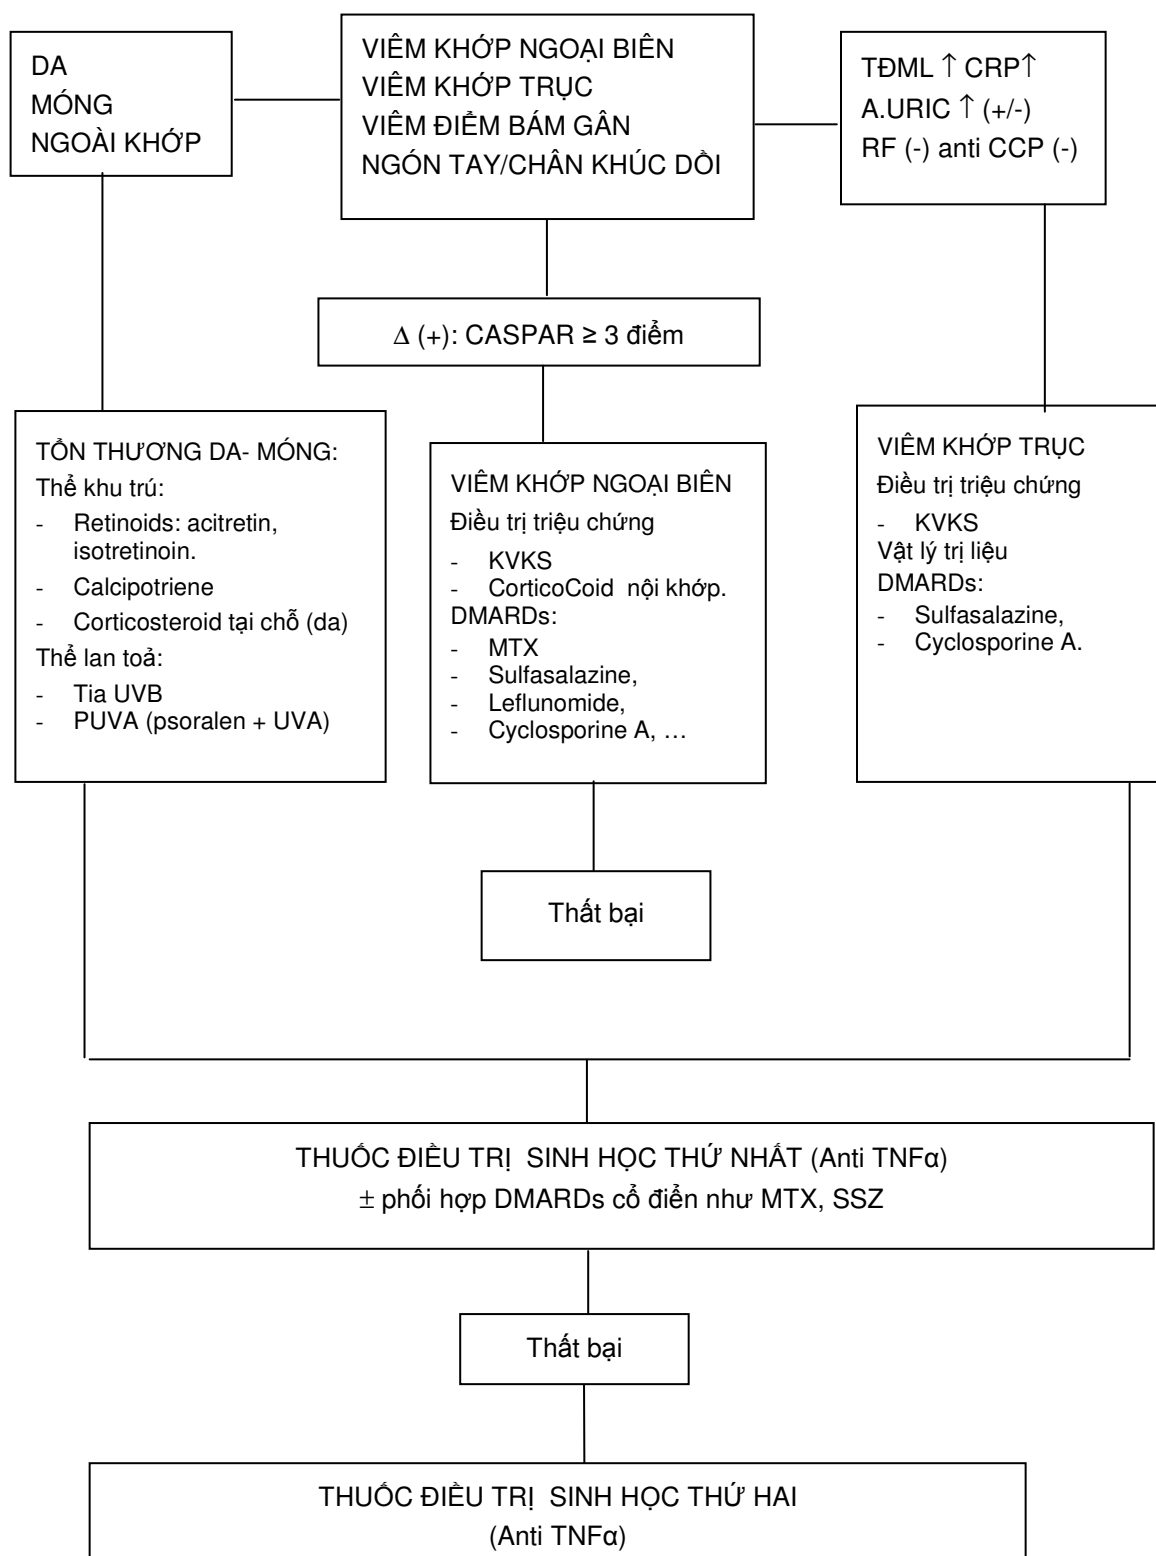 DA
MÓNG
NGOÀI KHỚP
VIÊM KHỚP NGOẠI BIÊN
VIÊM KHỚP TRỤC
VIÊM ĐIỂM BÁM GÂN
NGÓN TAY/CHÂN KHÚC DỒI
TĐML ↑ CRP↑
A.URIC ↑ (+/-)
RF (-) anti CCP (-)
Δ (+): CASPAR ≥ 3 điểm
TỔN THƯƠNG DA- MÓNG:
Thể khu trú:
- Retinoids: acitretin,
isotretinoin.
- Calcipotriene
- Corticosteroid tại chỗ (da)
Thể lan toả:
- Tia UVB
- PUVA (psoralen + UVA)
VIÊM KHỚP NGOẠI BIÊN
Điều trị triệu chứng
- KVKS
- CorticoCoid nội khớp.
DMARDs:
- MTX
- Sulfasalazine,
- Leflunomide,
- Cyclosporine A, …
VIÊM KHỚP TRỤC
Điều trị triệu chứng
- KVKS
Vật lý trị liệu
DMARDs:
- Sulfasalazine,
- Cyclosporine A.
Thất bại
THUỐC ĐIỀU TRỊ SINH HỌC THỨ NHẤT (Anti TNFα)
± phối hợp DMARDs cổ điển như MTX, SSZ
Thất bại
THUỐC ĐIỀU TRỊ SINH HỌC THỨ HAI
(Anti TNFα)